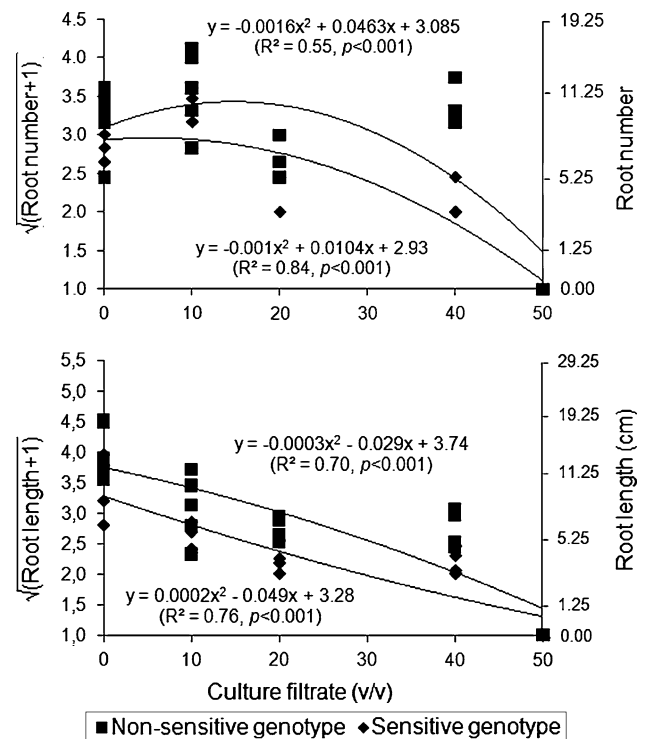 y = -0.0016x² + 0.0463x + 3.085
(R² = 0.55, p<0.001)
4.5
4.0
3.5
3.0
2.5
2.0
1.5
1.0
√(Root number+1)
19.25
11.25
5.25
1.25
0.00
Root number
y = -0.001x² + 0.0104x + 2.93
(R² = 0.84, p<0.001)
0 10 20 30 40 50
5,5
5,0
4,5
4,0
3,5
3,0
2,5
2,0
1,5
1,0
√(Root length+1)
29.25
19.25
11.25
5.25
1.25
0.00
Root length (cm)
y = -0.0003x² - 0.029x + 3.74
(R² = 0.70, p<0.001)
y = 0.0002x² - 0.049x + 3.28
(R² = 0.76, p<0.001)
0 10 20 30 40 50
Culture filtrate (v/v)
■ Non-sensitive genotype ◆ Sensitive genotype